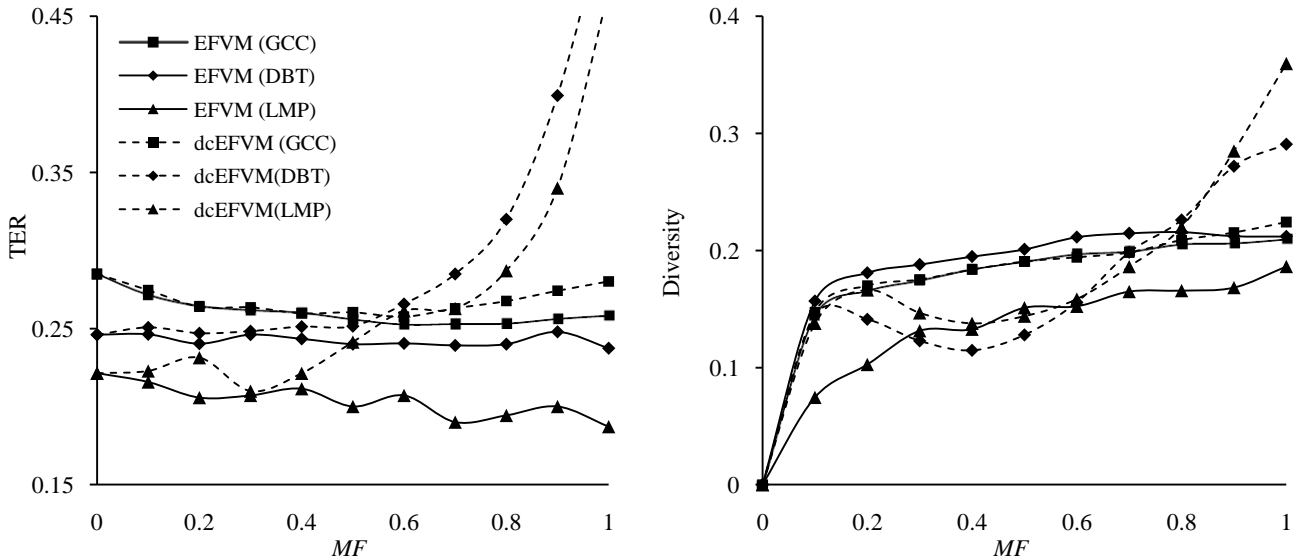 0.45
0.35
0.25
0.15
TER
EFVM (GCC)
EFVM (DBT)
EFVM (LMP)
dcEFVM (GCC)
dcEFVM(DBT)
dcEFVM(LMP)
0 0.2 0.4 0.6 0.8 1
MF
0.4
0.3
0.2
0.1
0
Diversity
0 0.2 0.4 0.6 0.8 1
MF